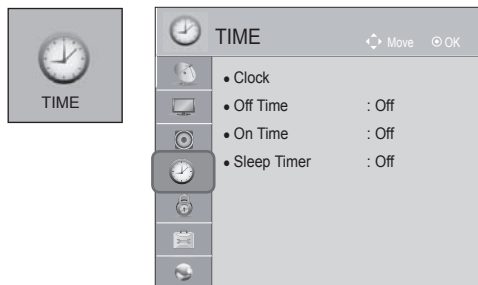 TIME
TIME
Move OK
• Clock
• Off Time : Off
• On Time : Off
• Sleep Timer : Off